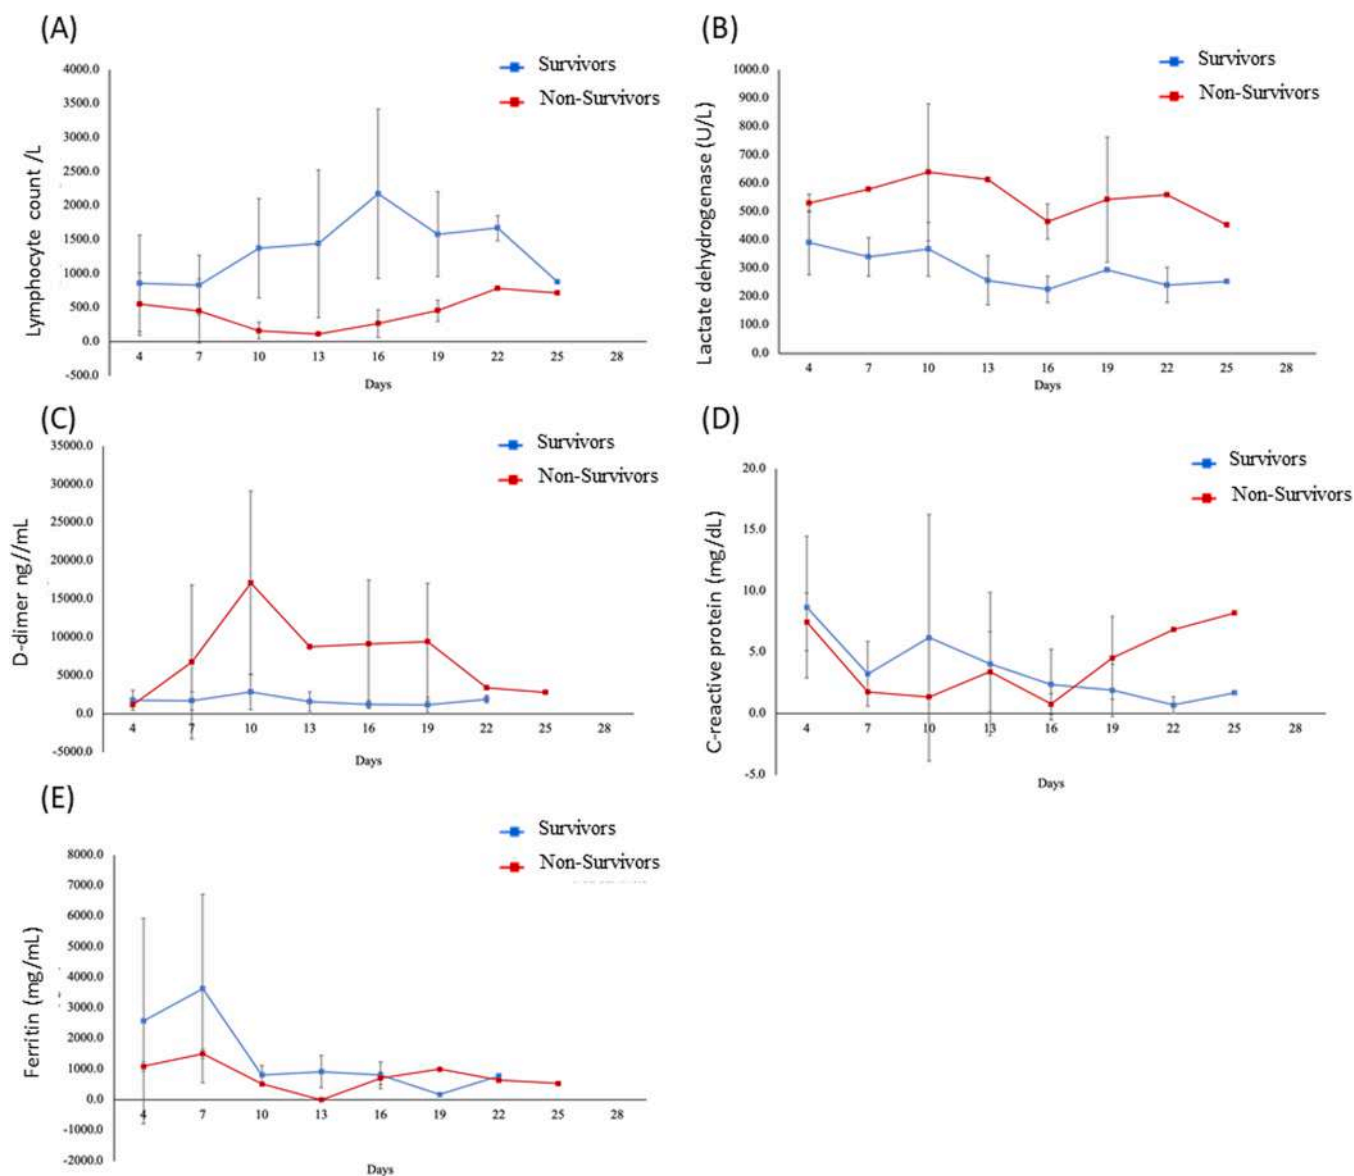 (A)
Survivors
Non-Survivors
Lymphocyte count /L
4000.0
3500.0
3000.0
2500.0
2000.0
1500.0
1000.0
500.0
0.0
-500.0
4 7 10 13 16 19 22 25 28
Days
(B)
Survivors
Non-Survivors
Lactate dehydrogenase (U/L)
1000.0
900.0
800.0
700.0
600.0
500.0
400.0
300.0
200.0
100.0
0.0
4 7 10 13 16 19 22 25 28
Days
(C)
Survivors
Non-Survivors
D-dimer ng//mL
35000.0
30000.0
25000.0
20000.0
15000.0
10000.0
5000.0
0.0
-5000.0
4 7 10 13 16 19 22 25 28
Days
(D)
Survivors
Non-Survivors
C-reactive protein (mg/dL)
20.0
15.0
10.0
5.0
0.0
-5.0
4 7 10 13 16 19 22 25 28
Days
(E)
Survivors
Non-Survivors
Ferritin (mg/mL)
8000.0
7000.0
6000.0
5000.0
4000.0
3000.0
2000.0
1000.0
0.0
-1000.0
-2000.0
4 7 10 13 16 19 22 25 28
Days